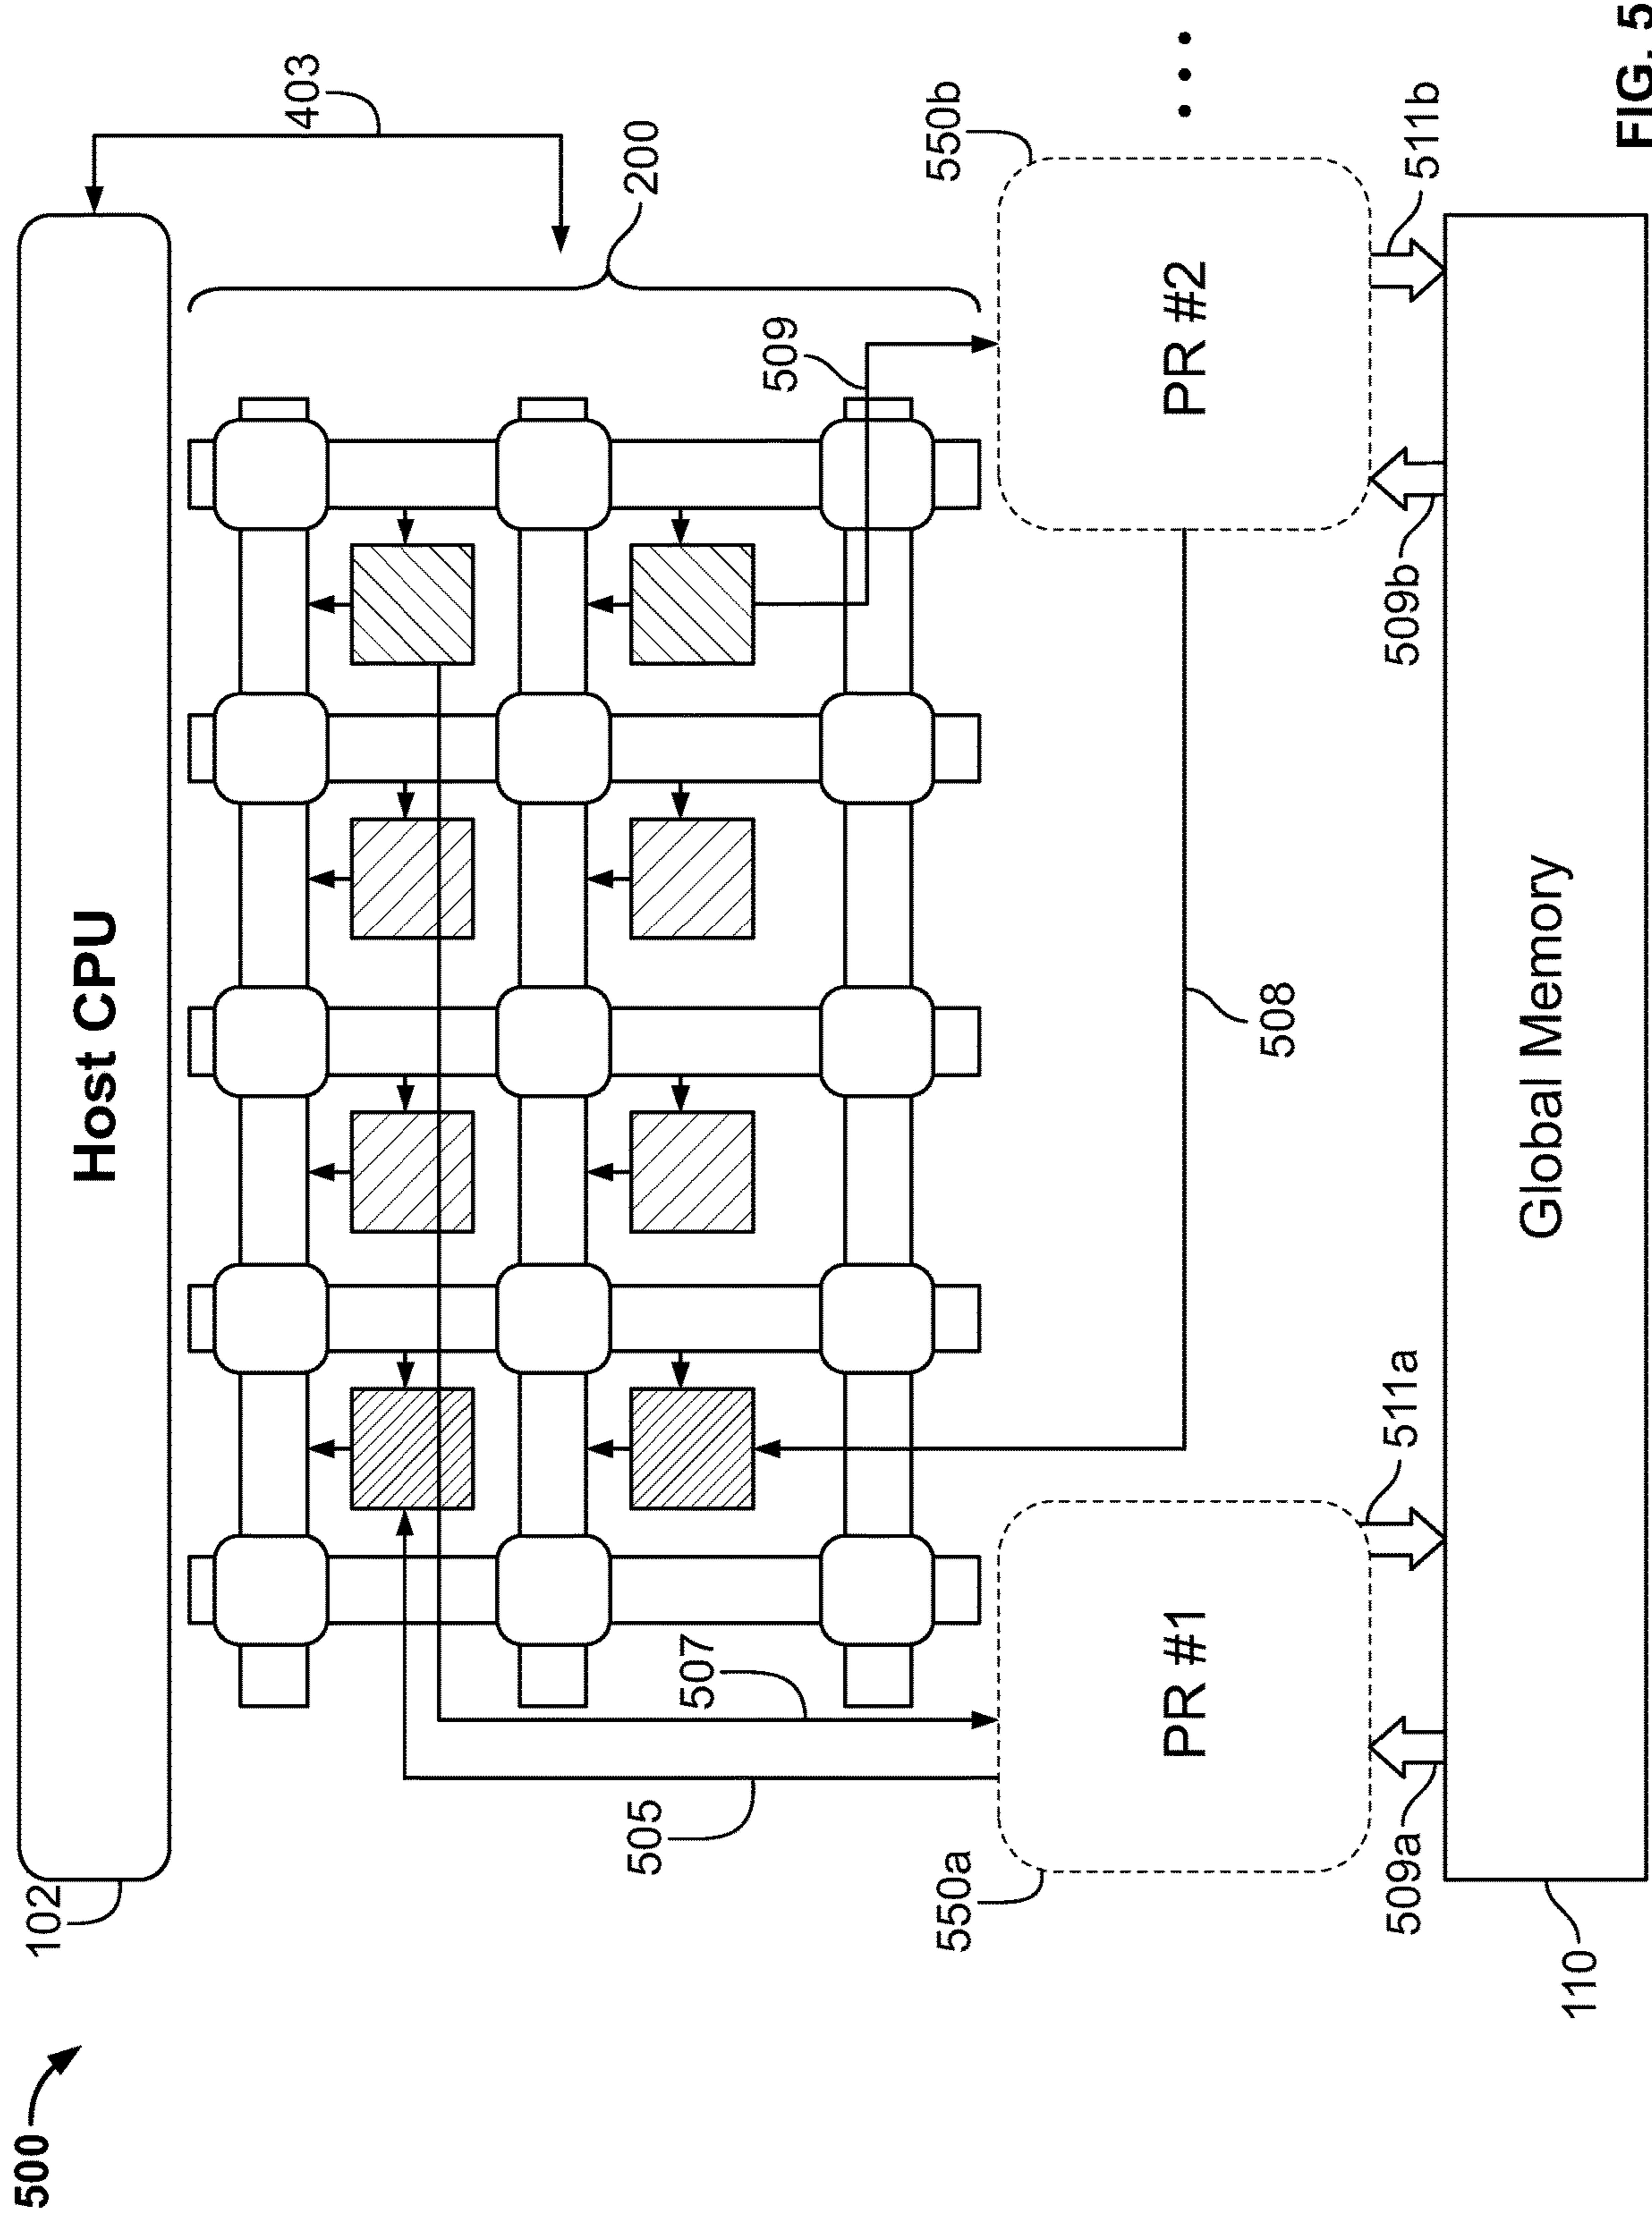 500
102
Host CPU
403
200
505
507
509
550a
PR #1
508
550b
PR #2
509a
511a
509b
511b
110
Global Memory
FIG. 5